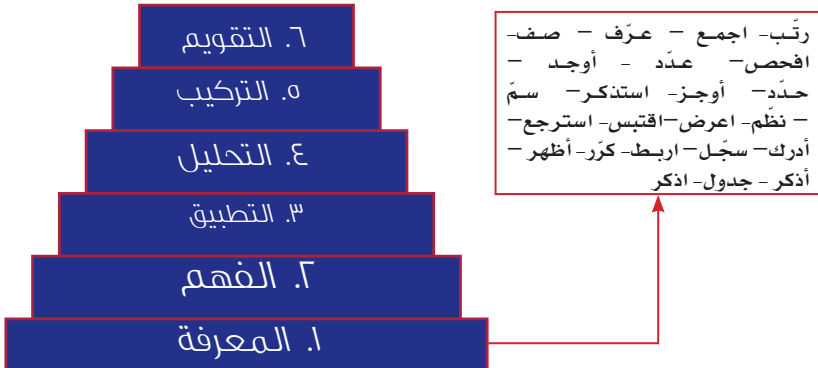 ٦. التقويم
٥. التركيب
٤. التحليل
٣. التطبيق
٢. الفهم
١. المعرفة
رتّب- اجمع – عرّف – صف-
افحص– عدّد - أوجد –
حدّد– أوجز- استذكر– سمّ
– نظّم- اعرض–اقتبس- استرجع–
أدرك– سجّل– اربط- كرّر- أظهر –
أذكر - جدول- اذكر